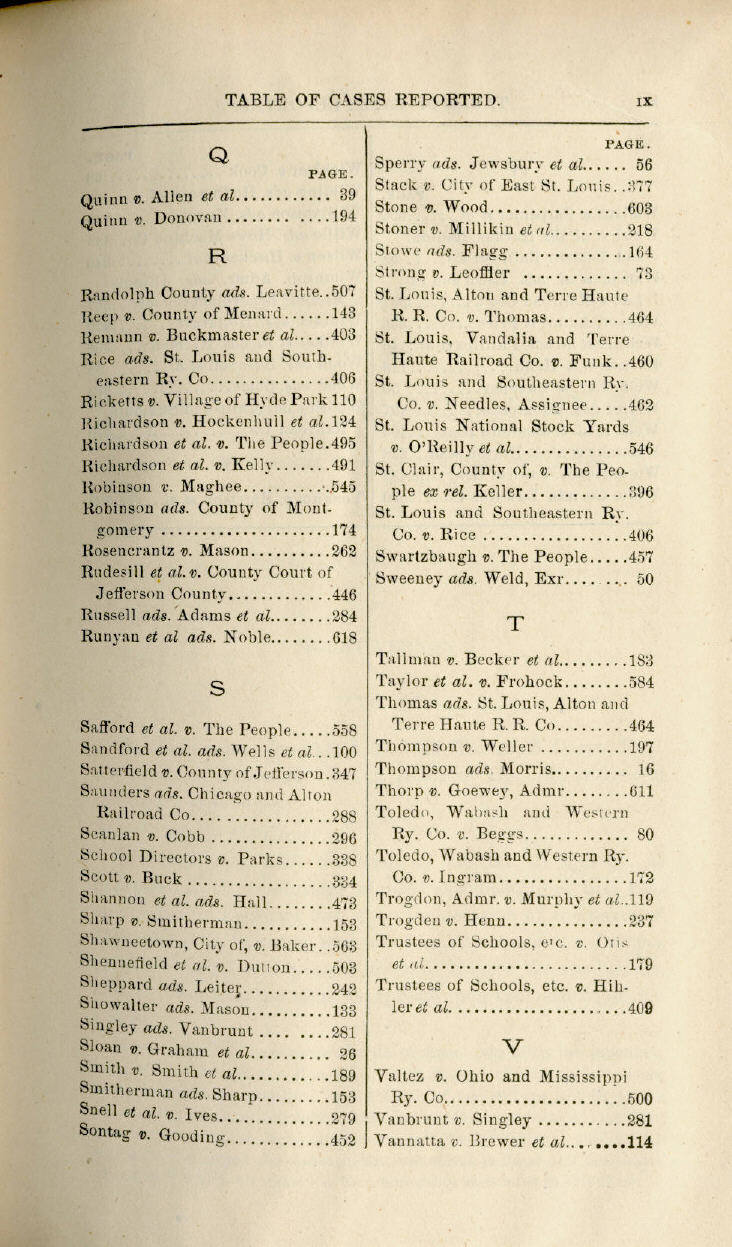 TABLE OF CASES REPORTED. IX
Q
PAGE.
Quinn v. Allen et al............ 39
Quinn v. Donovan ........ ....194
R
Randolph County ads. Leavitte..507
Reep v. County of Menard......143
Remann v. Buckmaster et al.....403
Rice ads. St. Louis and South-
eastern Ry. Co...............406
Ricketts v. Village of Hyde Park 110
Richardson v. Hockenhull et al.124
Richardson et al. v. The People.495
Richardson et al. v. Kelly.......491
Robinson v. Maghee............545
Robinson ads. County of Mont-
gomery .....................174
Rosencrantz v. Mason..........262
Rudesill et al. v. County Court of
Jefferson County.............446
Russell ads. Adams et al........284
Runyan et al ads. Noble........618
S
Safford et al. v. The People.....558
Sandford et al. ads. Wells et al...100
Satterfield v. County of Jefferson.347
Saunders ads. Chicago and Alton
Railroad Co.................288
Scanlan v. Cobb ..............296
School Directors v. Parks......338
Scott v. Buck .................334
Shannon et al. ads. Hall........473
Sharp v. Smitherman...........153
Shawneetown, City of, v. Baker..563
Shennefield et al. v. Dutton.....503
Sheppard ads. Leiter...........242
Showalter ads. Mason..........133
Singley ads. Vanbrunt .... ....281
Sloan v. Graham et al.......... 26
Smith v. Smith et al............189
Smitherman ads. Sharp.........153
Snell et al. v. Ives..............279
Sontag v. Gooding.............452
PAGE.
Sperry ads. Jewsbury et al...... 56
Stack v. City of East St. Louis..377
Stone v. Wood.................603
Stoner v. Millikin et al..........218
Stowe ads. Flagg ..............164
Strong v. Leoffler ............. 73
St. Louis, Alton and Terre Haute
R. R. Co. v. Thomas..........464
St. Louis, Vandalia and Terre
Haute Railroad Co. v. Funk..460
St. Louis and Southeastern Ry.
Co. v. Needles, Assignee.....462
St. Louis National Stock Yards
v. O'Reilly et al...............546
St. Clair, County of, v. The Peo-
ple ex rel. Keller.............396
St. Louis and Southeastern Ry.
Co. v. Rice ..................406
Swartzbaugh v. The People.....457
Sweeney ads. Weld, Exr.... .... 50
T
Tallman v. Becker et al.........183
Taylor et al. v. Frohock........584
Thomas ads. St. Louis, Alton and
Terre Haute R. R. Co.........464
Thompson v. Weller ...........197
Thompson ads. Morris.......... 16
Thorp v. Goewey, Admr........611
Toledo, Wabash and Western
Ry. Co. v. Beggs............. 80
Toledo, Wabash and Western Ry.
Co. v. Ingram................172
Trogdon, Admr. v. Murphy et al..119
Trogden v. Henn...............237
Trustees of Schools, etc. v. Otis
et al..........................179
Trustees of Schools, etc. v. Hih-
ler et al......................409
V
Valtez v. Ohio and Mississippi
Ry. Co.......................500
Vanbrunt v. Singley ...........281
Vannatta v. Brewer et al... ....114